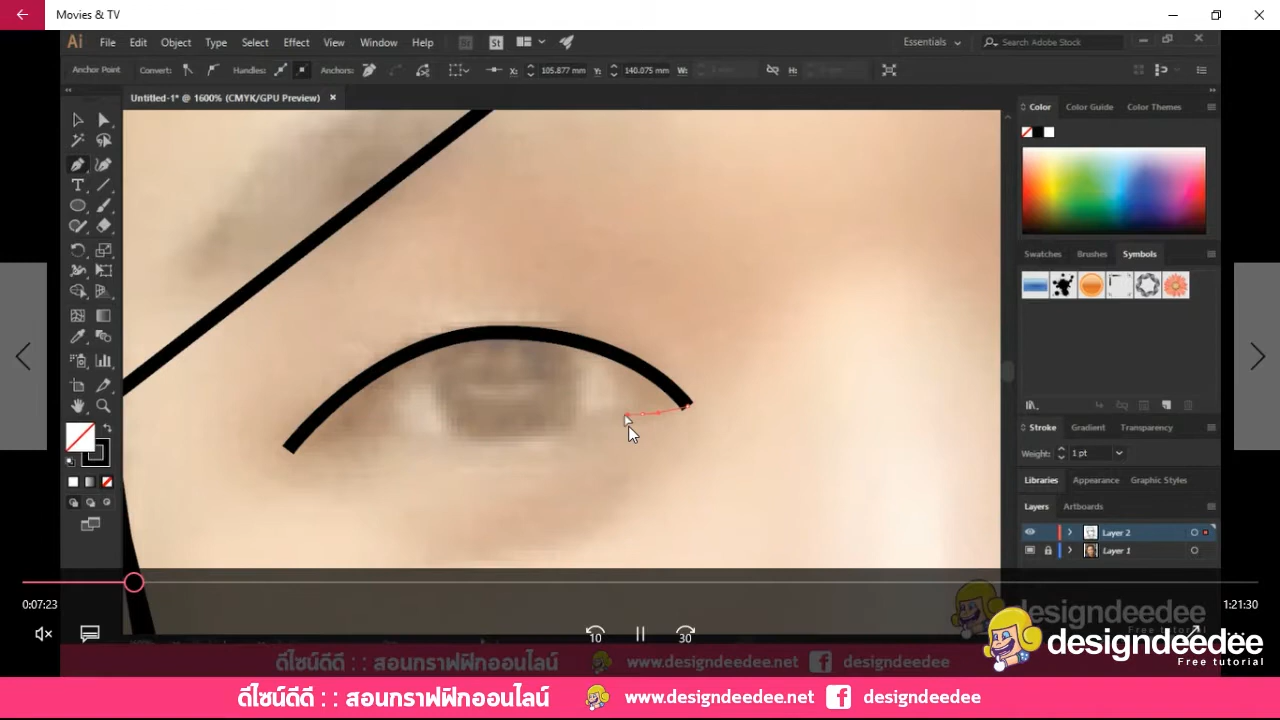 Movies & TV
Ai File Edit Object Type Select Effect View Window Help Br St Essentials Search Adobe Stock
Anchor Point Convert: Handles: Anchors: X: 105.877 mm Y: 140.075 mm W: H:
Untitled-1* @ 1600% (CMYK/GPU Preview)
Color Color Guide Color Themes
Swatches Brushes Symbols
Stroke Gradient Transparency
Weight: 1 pt
Libraries Appearance Graphic Styles
Layers Artboards
Layer 2
Layer 1
0:07:23
1:21:30
10
30
designdeedee
Free tutorial
designdeedee
Free tutorial
ดีไซน์ดีดี : : สอนกราฟฟิกออนไลน์ www.designdeedee.net designdeedee
ดีไซน์ดีดี : : สอนกราฟฟิกออนไลน์ www.designdeedee.net designdeedee